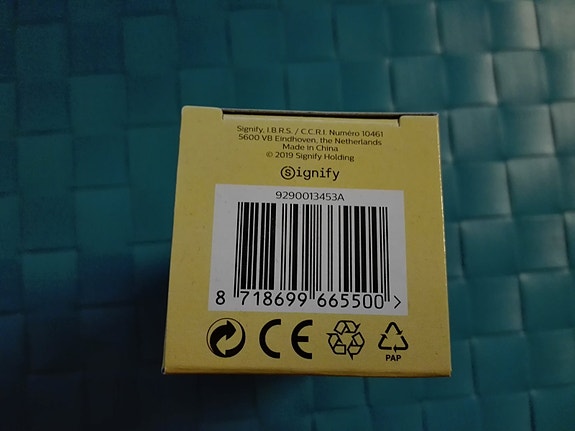 Signify, I.B.R.S. / C.C.R.I. Numéro 10461
5600 VB Eindhoven, the Netherlands
Made in China
© 2019 Signify Holding
Signify
9290013453A
8 718699 665500 >
CE
PAP